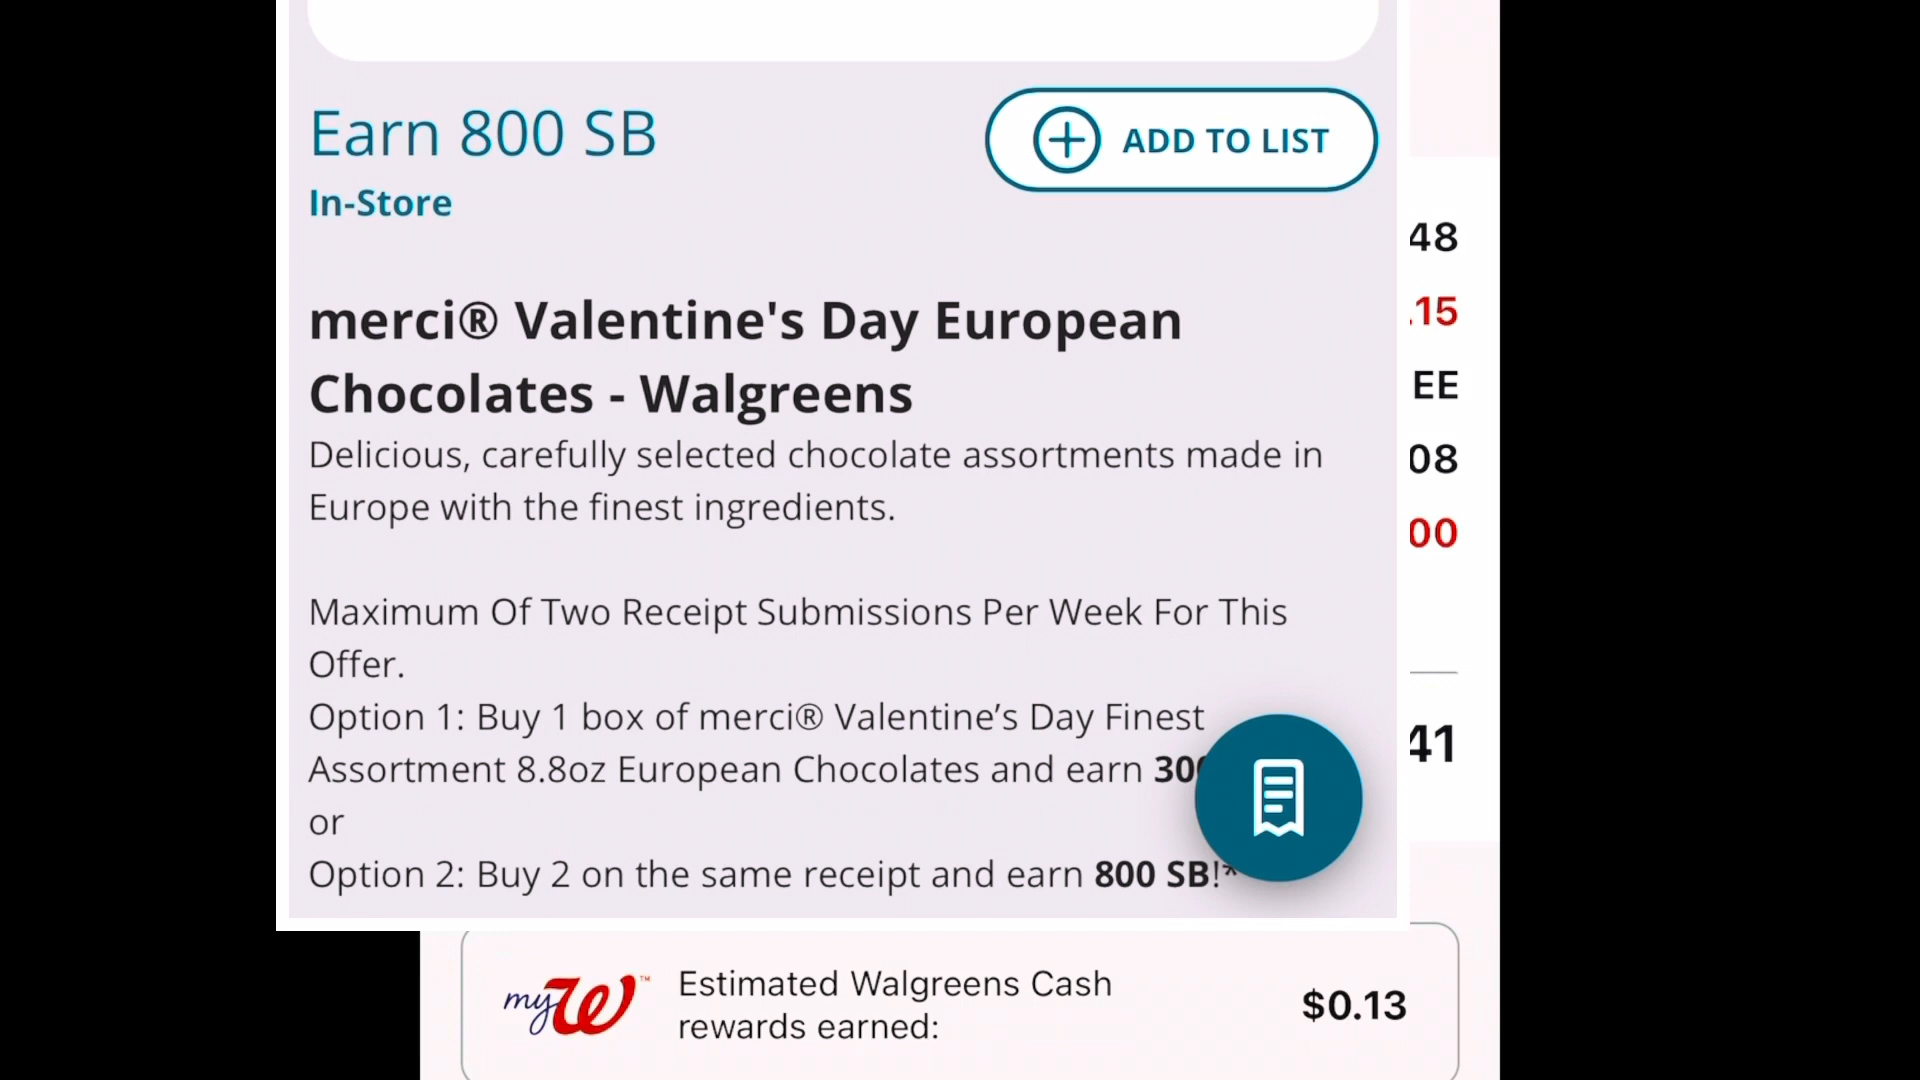 Earn 800 SB
ADD TO LIST
In-Store
merci® Valentine's Day European
Chocolates - Walgreens
Delicious, carefully selected chocolate assortments made in
Europe with the finest ingredients.
Maximum Of Two Receipt Submissions Per Week For This
Offer.
Option 1: Buy 1 box of merci® Valentine’s Day Finest
Assortment 8.8oz European Chocolates and earn
or
Option 2: Buy 2 on the same receipt and earn 800 SB!*
48
.15
EE
08
00
41
myW™
Estimated Walgreens Cash
rewards earned:
$0.13